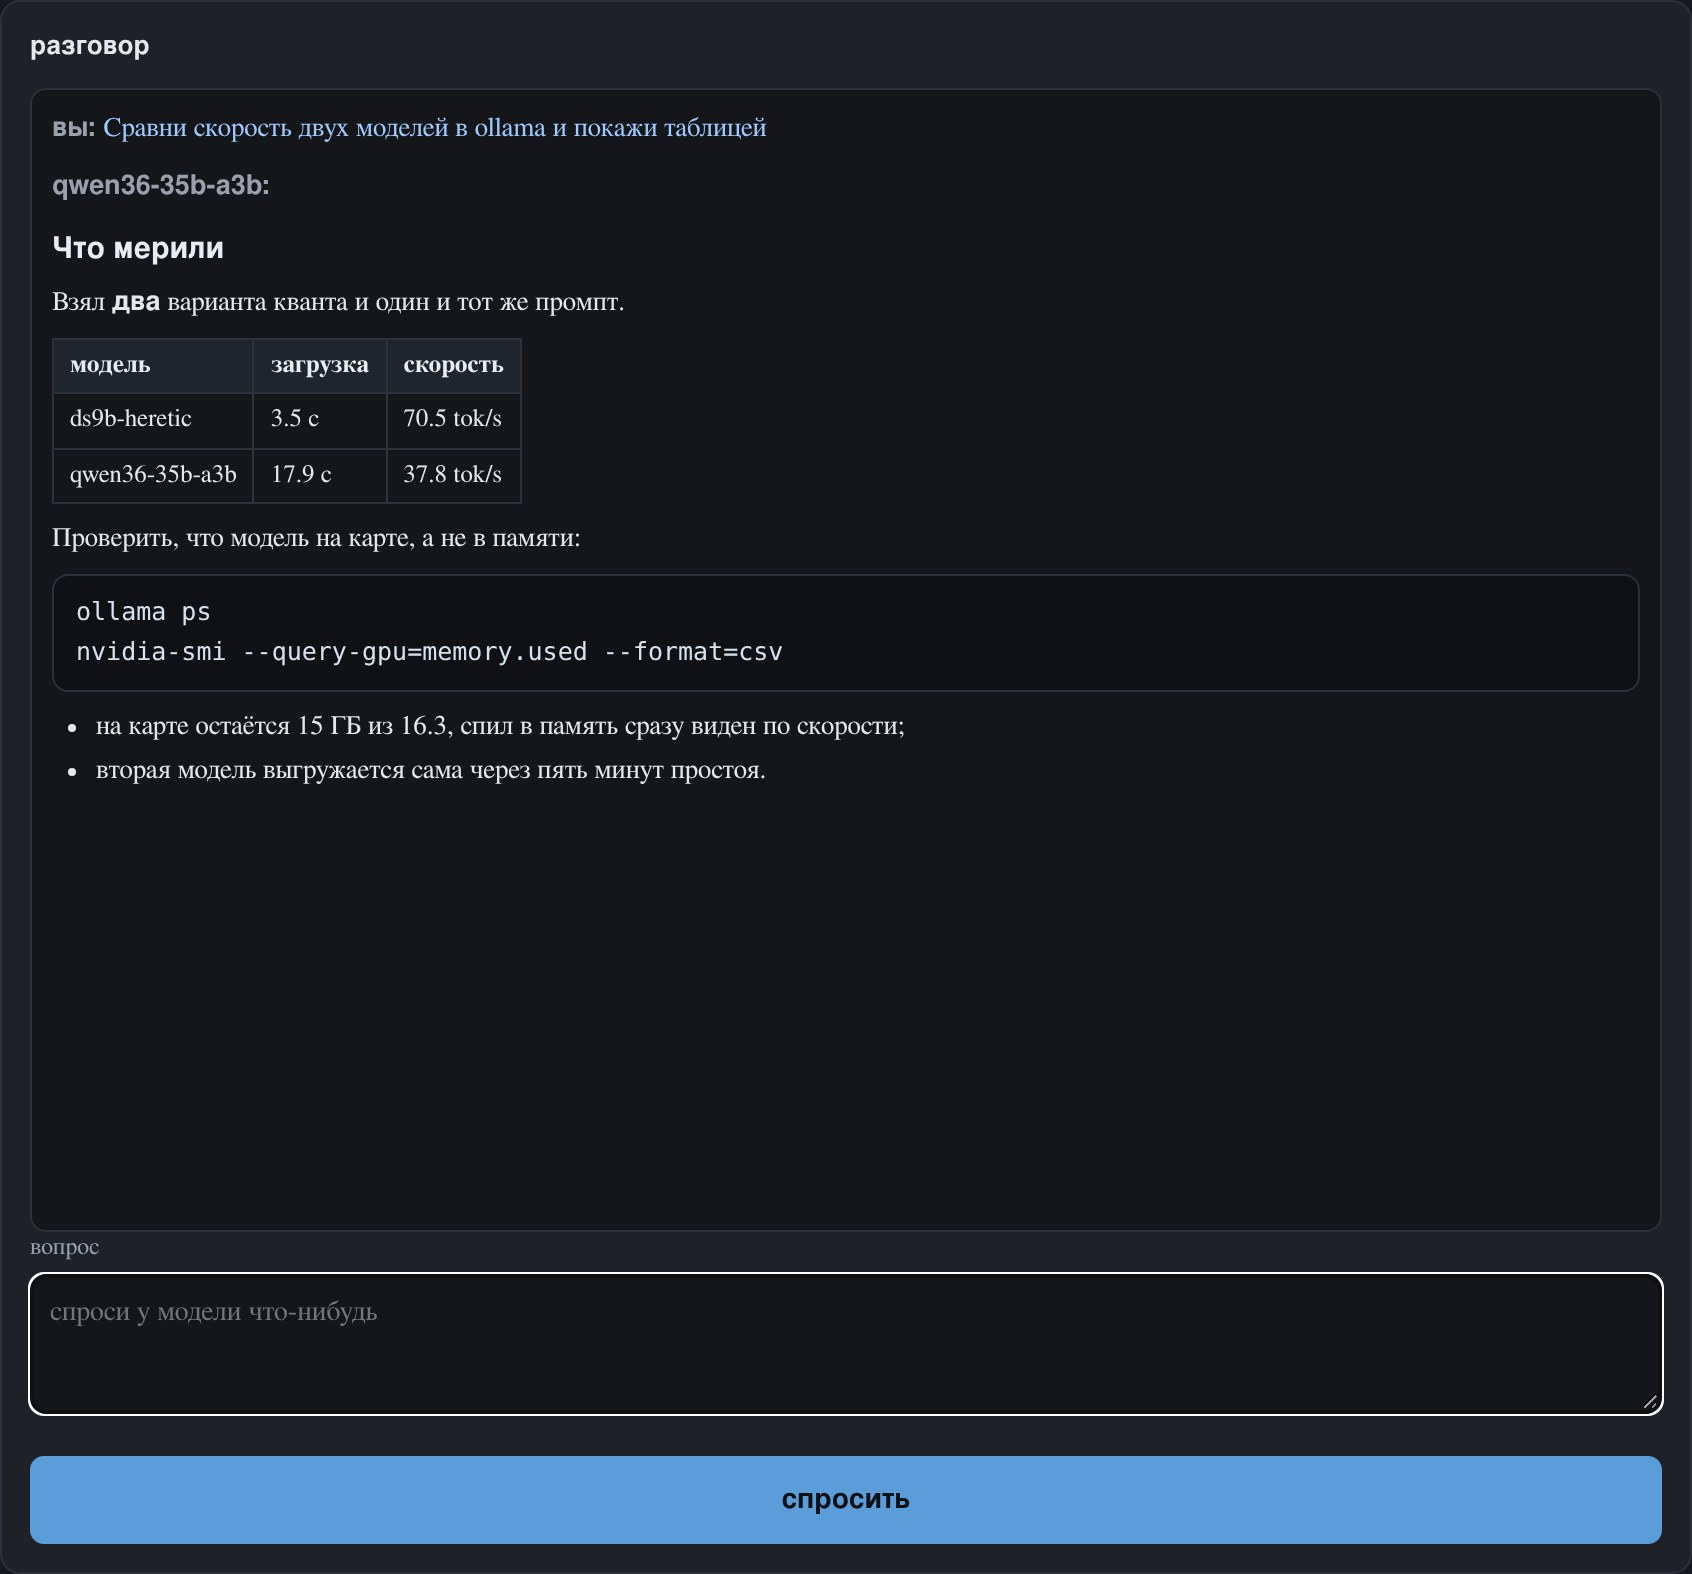 разговор
вы: Сравни скорость двух моделей в ollama и покажи таблицей
qwen36-35b-a3b:
Что мерили
Взял два варианта кванта и один и тот же промпт.
модель загрузка скорость
ds9b-heretic 3.5 с 70.5 tok/s
qwen36-35b-a3b 17.9 с 37.8 tok/s
Проверить, что модель на карте, а не в памяти:
ollama ps
nvidia-smi --query-gpu=memory.used --format=csv
• на карте остаётся 15 ГБ из 16.3, спил в память сразу виден по скорости;
• вторая модель выгружается сама через пять минут простоя.
вопрос
спроси у модели что-нибудь
спросить